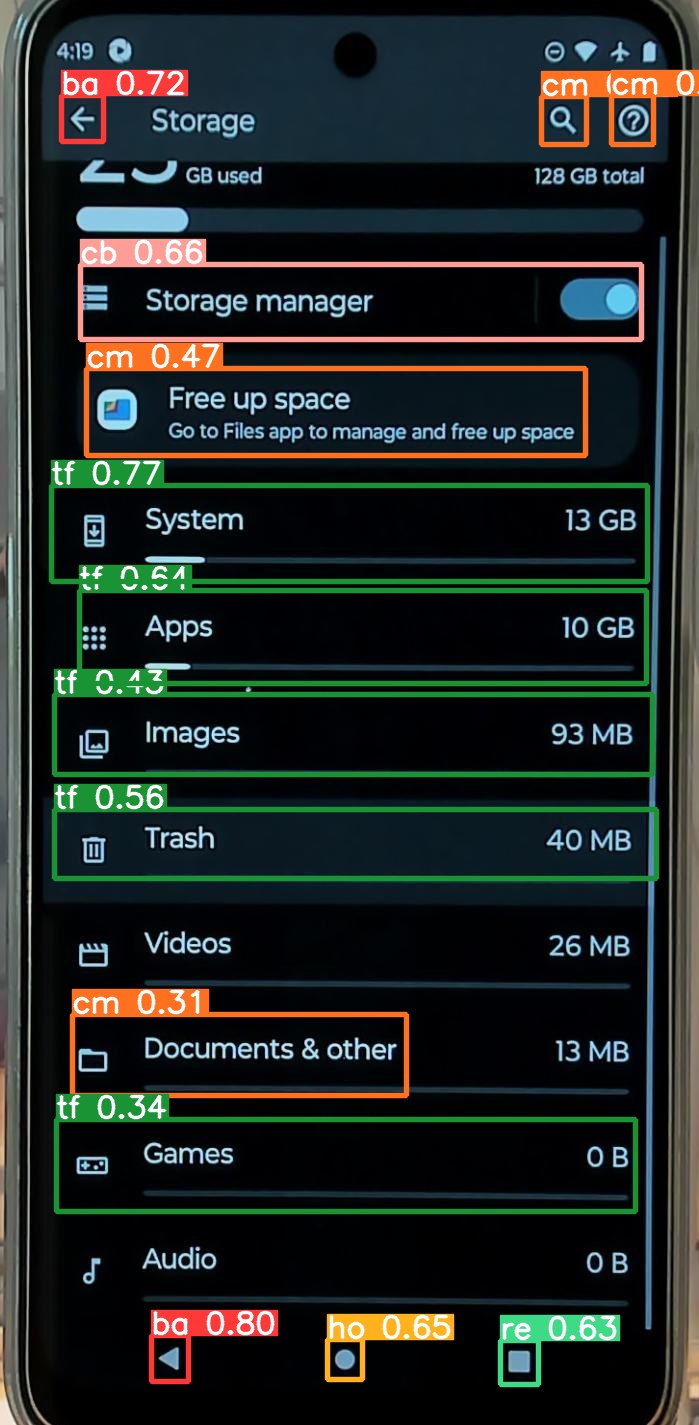 4:19
ba 0.72
cm
cm 0.
Storage
GB used
128 GB total
cb 0.66
Storage manager
cm 0.47
Free up space
Go to Files app to manage and free up space
tf 0.77
System
13 GB
tf 0.64
Apps
10 GB
tf 0.43
Images
93 MB
tf 0.56
Trash
40 MB
Videos
26 MB
cm 0.31
Documents & other
13 MB
tf 0.34
Games
0 B
Audio
0 B
ba 0.80
ho 0.65
re 0.63